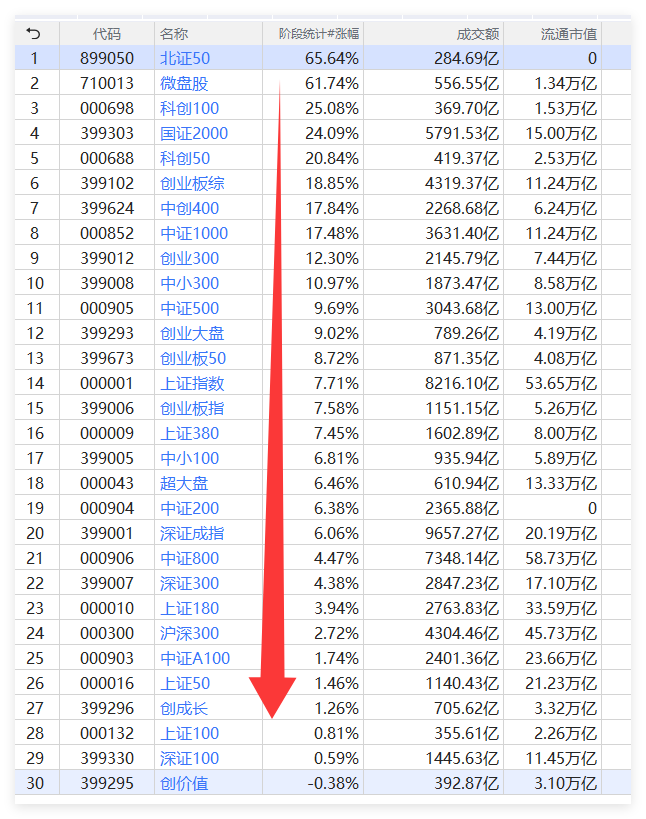 代码 名称 阶段统计#涨幅 成交额 流通市值
1 899050 北证50 65.64% 284.69亿 0
2 710013 微盘股 61.74% 556.55亿 1.34万亿
3 000698 科创100 25.08% 369.70亿 1.53万亿
4 399303 国证2000 24.09% 5791.53亿 15.00万亿
5 000688 科创50 20.84% 419.37亿 2.53万亿
6 399102 创业板综 18.85% 4319.37亿 11.24万亿
7 399624 中创400 17.84% 2268.68亿 6.24万亿
8 000852 中证1000 17.48% 3631.40亿 11.24万亿
9 399012 创业300 12.30% 2145.79亿 7.44万亿
10 399008 中小300 10.97% 1873.47亿 8.58万亿
11 000905 中证500 9.69% 3043.68亿 13.00万亿
12 399293 创业大盘 9.02% 789.26亿 4.19万亿
13 399673 创业板50 8.72% 871.35亿 4.08万亿
14 000001 上证指数 7.71% 8216.10亿 53.65万亿
15 399006 创业板指 7.58% 1151.15亿 5.26万亿
16 000009 上证380 7.45% 1602.89亿 8.00万亿
17 399005 中小100 6.81% 935.94亿 5.89万亿
18 000043 超大盘 6.46% 610.94亿 13.33万亿
19 000904 中证200 6.38% 2365.88亿 0
20 399001 深证成指 6.06% 9657.27亿 20.19万亿
21 000906 中证800 4.47% 7348.14亿 58.73万亿
22 399007 深证300 4.38% 2847.23亿 17.10万亿
23 000010 上证180 3.94% 2763.83亿 33.59万亿
24 000300 沪深300 2.72% 4304.46亿 45.73万亿
25 000903 中证A100 1.74% 2401.36亿 23.66万亿
26 000016 上证50 1.46% 1140.43亿 21.23万亿
27 399296 创成长 1.26% 705.62亿 3.32万亿
28 000132 上证100 0.81% 355.61亿 2.26万亿
29 399330 深证100 0.59% 1445.63亿 11.45万亿
30 399295 创价值 -0.38% 392.87亿 3.10万亿